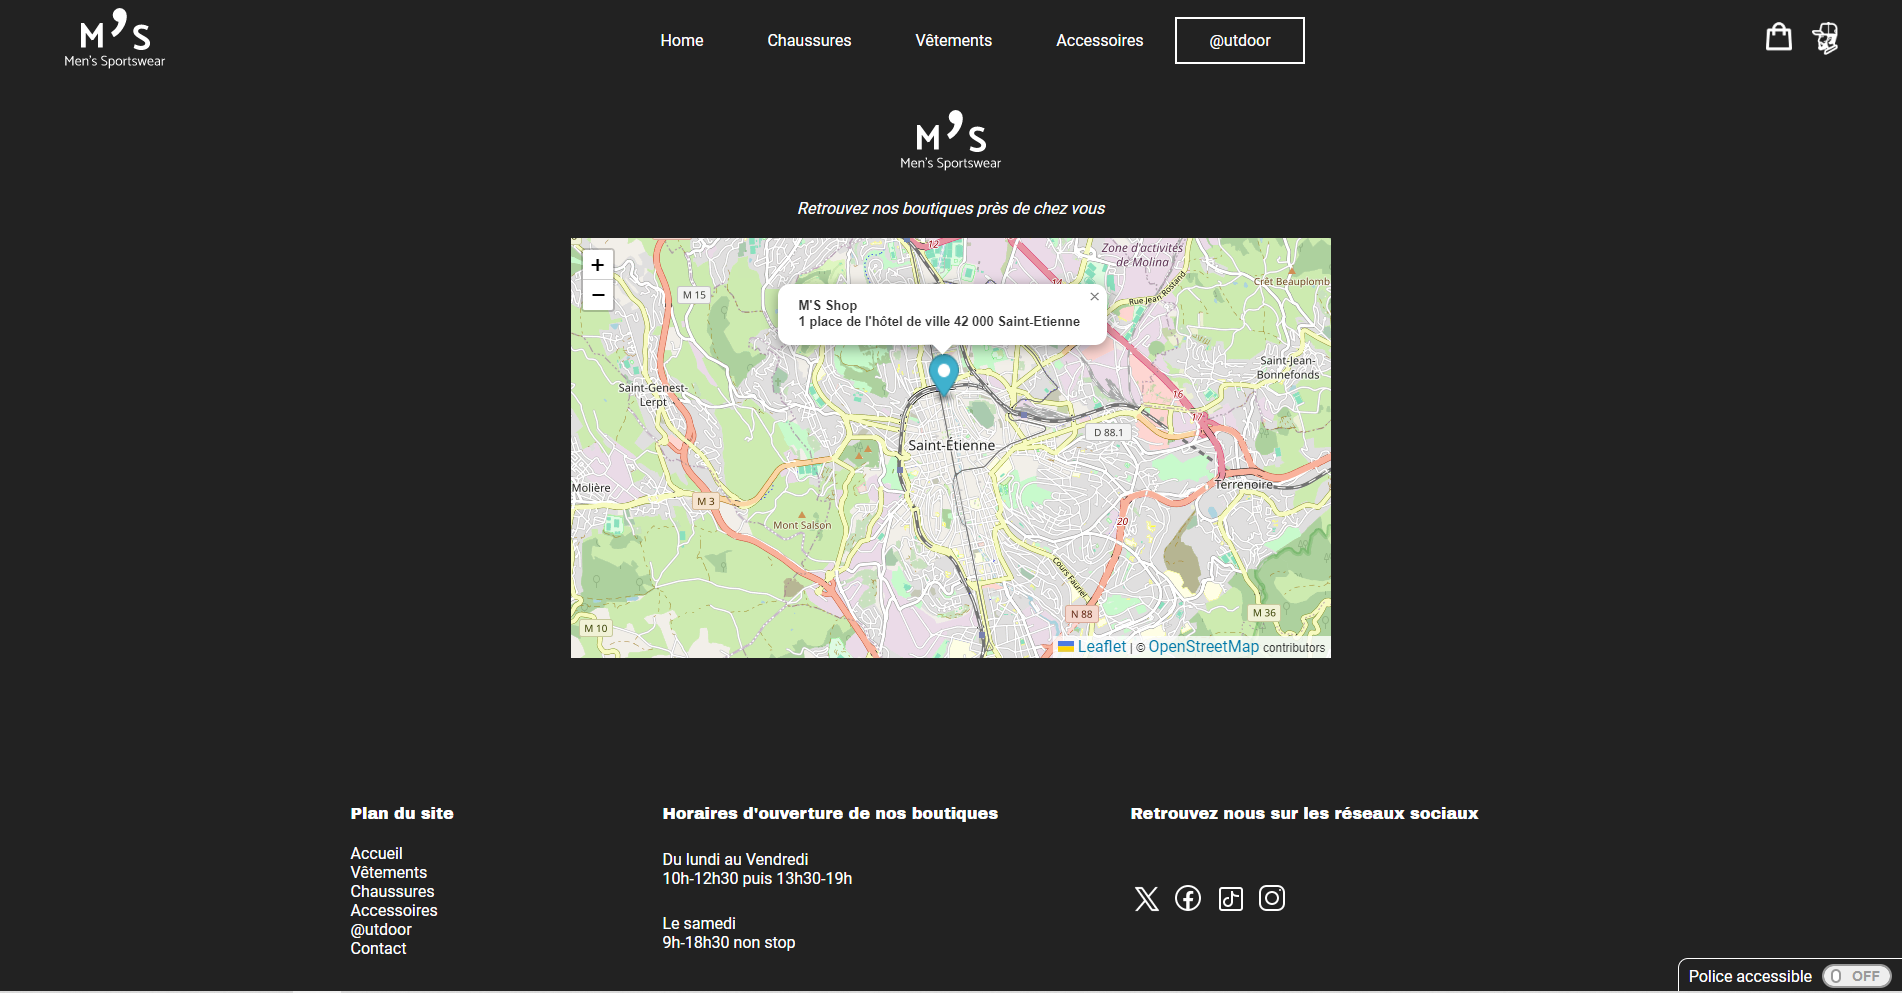 M'S
Men's Sportswear
Home
Chaussures
Vêtements
Accessoires
@utdoor
M'S
Men's Sportswear
Retrouvez nos boutiques près de chez vous
+
−
12
Zone d'activités
de Molina
14
Crêt Beauplomb
M 15
Rue Jean Rostand
M'S Shop
1 place de l'hôtel de ville 42 000 Saint-Etienne
×
Saint-Jean-
Bonnefonds
Saint-Genest-
Lerpt
16
17
D 88.1
Saint-Étienne
Terrenoire
Molière
M 3
Mont Salson
20
Cours Fauriel
N 88
M 36
M 10
Leaflet | © OpenStreetMap contributors
Plan du site
Accueil
Vêtements
Chaussures
Accessoires
@utdoor
Contact
Horaires d'ouverture de nos boutiques
Du lundi au Vendredi
10h-12h30 puis 13h30-19h
Le samedi
9h-18h30 non stop
Retrouvez nous sur les réseaux sociaux
Police accessible
OFF